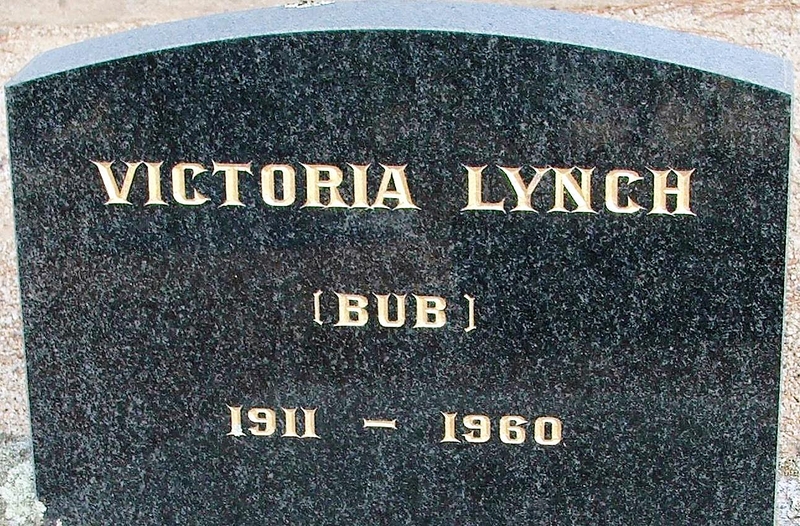 VICTORIA LYNCH
(BUB)
1911 - 1960